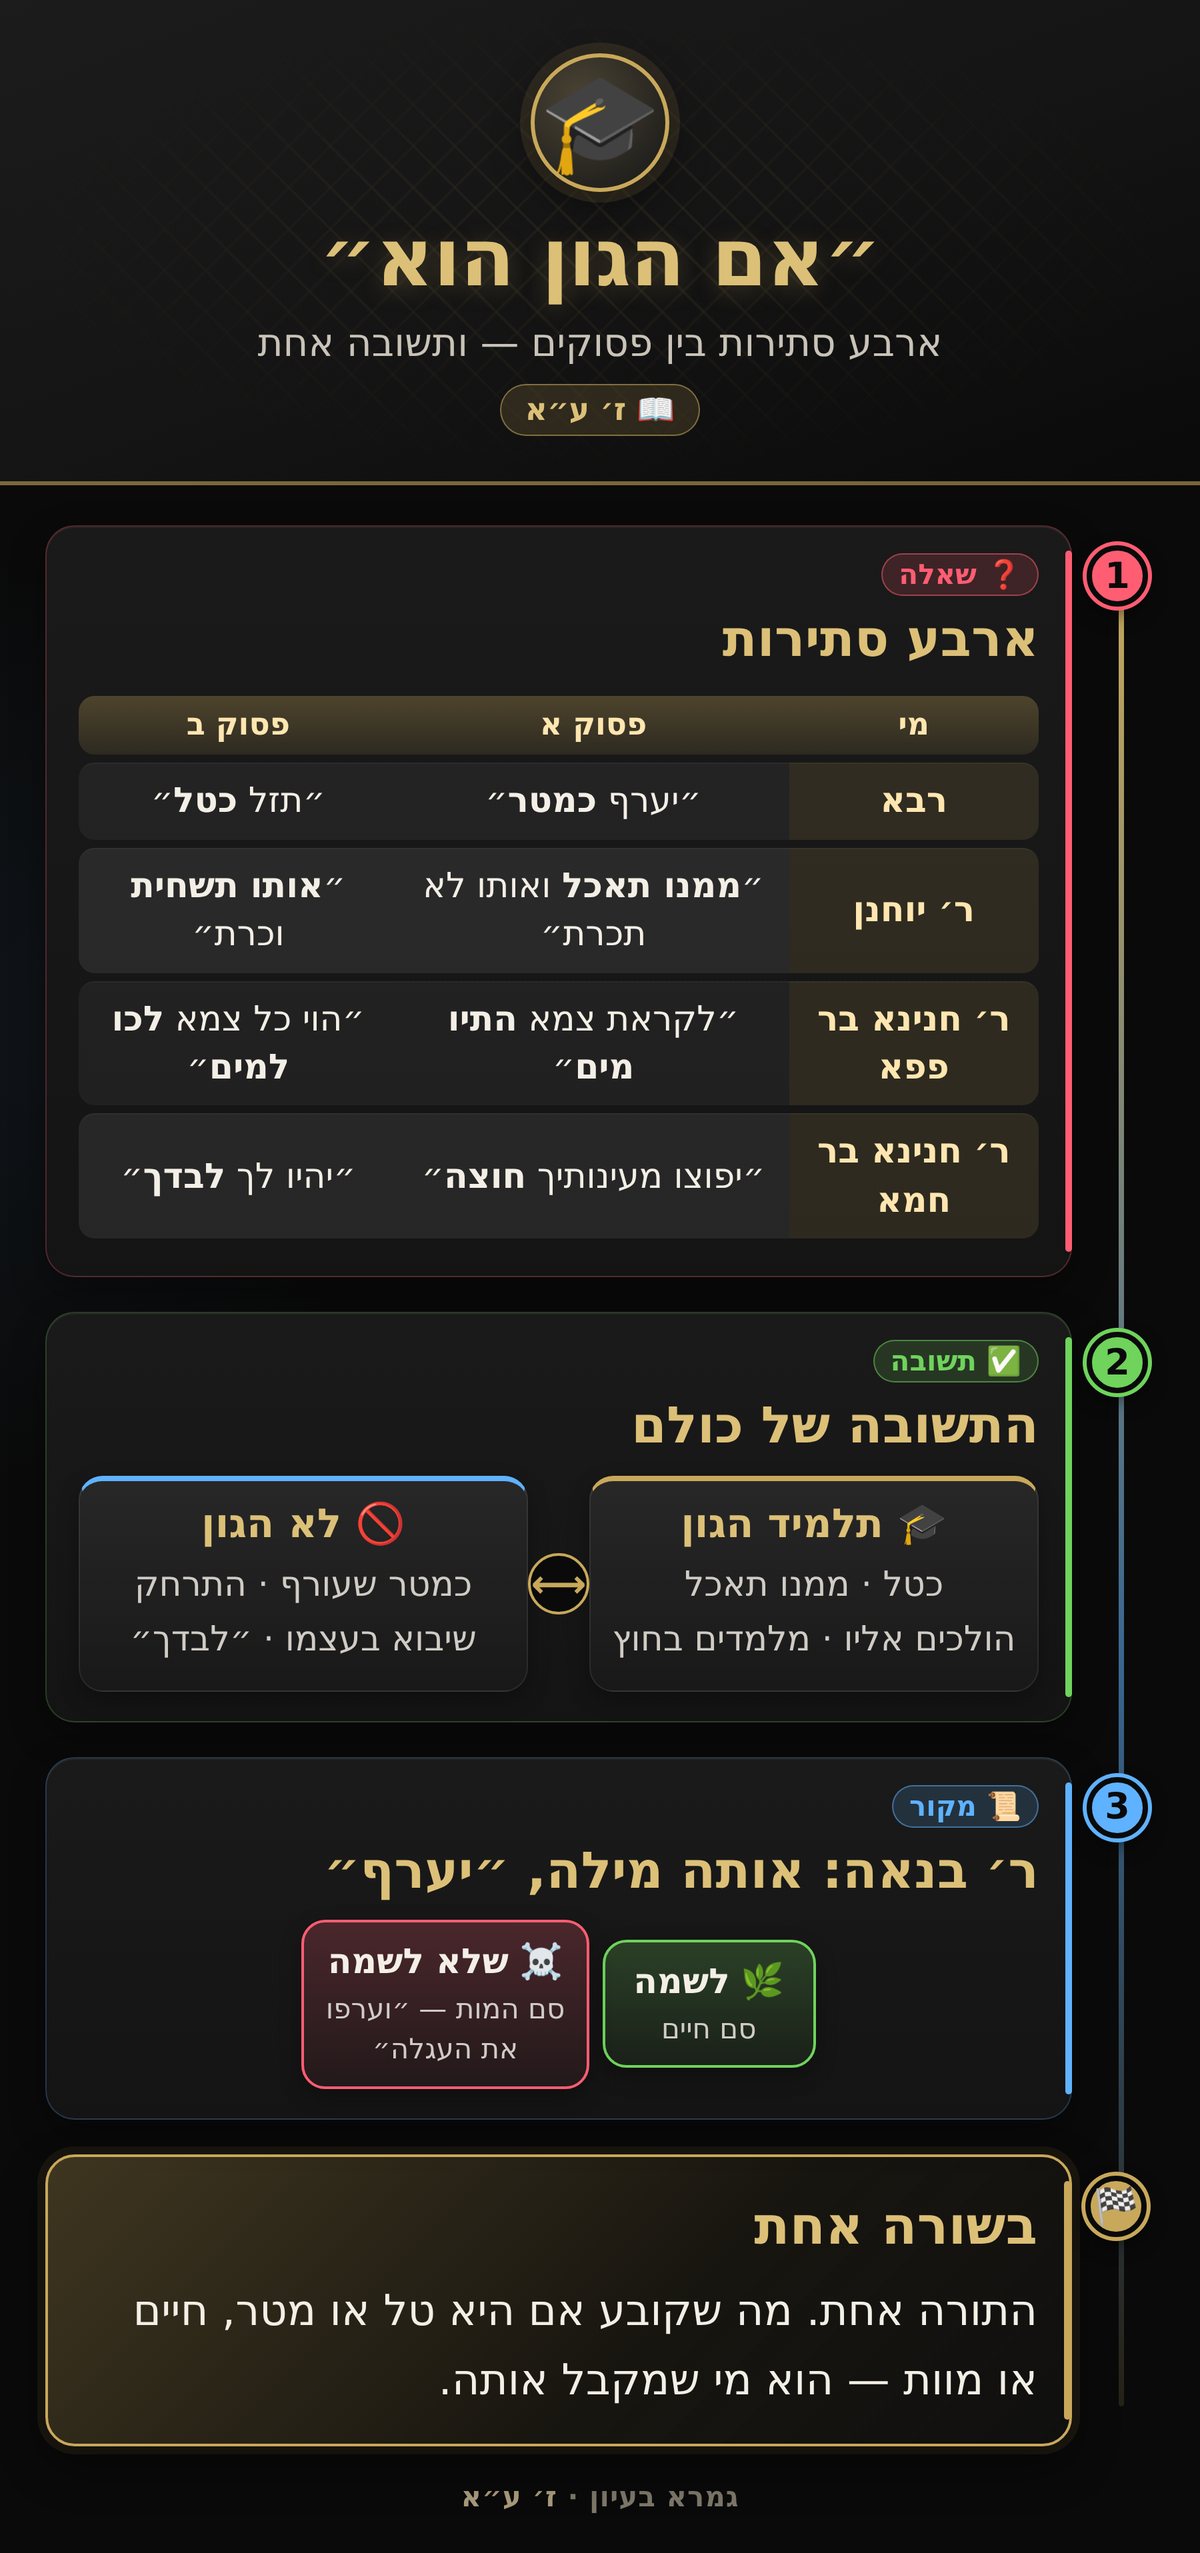 ״אם הגון הוא״
ארבע סתירות בין פסוקים — ותשובה אחת
📖 ז׳ ע״א
1
❓ שאלה
ארבע סתירות
מי פסוק א פסוק ב
רבא ״יערף כמטר״ ״תזל כטל״
ר׳ יוחנן ״ממנו תאכל ואותו לא תכרת״ ״אותו תשחית וכרת״
ר׳ חנינא בר פפא ״לקראת צמא התיו מים״ ״הוי כל צמא לכו למים״
ר׳ חנינא בר חמא ״יפוצו מעינותיך חוצה״ ״יהיו לך לבדך״
2
✅ תשובה
התשובה של כולם
🎓 תלמיד הגון
כטל · ממנו תאכל
הולכים אליו · מלמדים בחוץ
⟷
🚫 לא הגון
כמטר שעורף · התרחק
שיבוא בעצמו · ״לבדך״
3
📜 מקור
ר׳ בנאה: אותה מילה, ״יערף״
🌿 לשמה
סם חיים
☠️ שלא לשמה
סם המות — ״וערפו
את העגלה״
🏁
בשורה אחת
התורה אחת. מה שקובע אם היא טל או מטר, חיים
או מוות — הוא מי שמקבל אותה.
גמרא בעיון · ז׳ ע״א